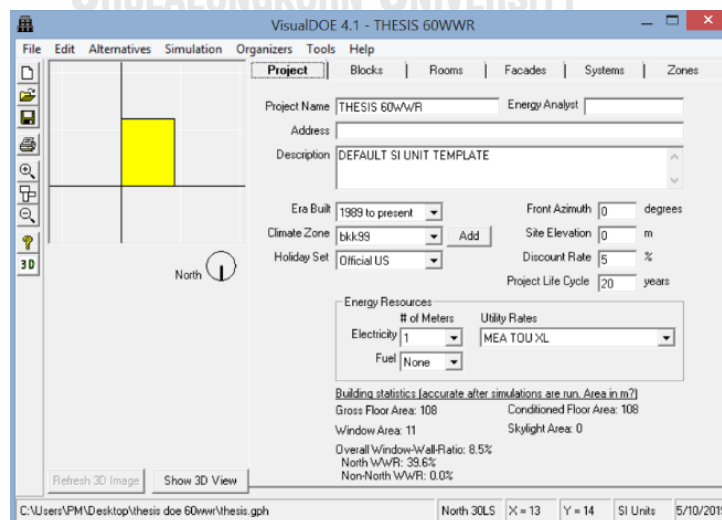 CHULALONGKORN UNIVERSITY
VisualDOE 4.1 - THESIS 60WWR
File Edit Alternatives Simulation Organizers Tools Help
Project Blocks Rooms Facades Systems Zones
Project Name THESIS 60WWR Energy Analyst
Address
Description DEFAULT SI UNIT TEMPLATE
Era Built 1989 to present Front Azimuth 0 degrees
Climate Zone bkk99 Add Site Elevation 0 m
Holiday Set Official US Discount Rate 5 %
North
Project Life Cycle 20 years
Energy Resources
# of Meters Utility Rates
Electricity 1 MEA TOU XL
Fuel None
Building statistics (accurate after simulations are run. Area in m?)
Gross Floor Area: 108 Conditioned Floor Area: 108
Window Area: 11 Skylight Area: 0
Overall Window-Wall-Ratio: 8.5%
North WWR: 39.6%
Non-North WWR: 0.0%
Refresh 3D Image Show 3D View
3D
C:\Users\PM\Desktop\thesis doe 60wwr\thesis.gph North 30LS X = 13 Y = 14 SI Units 5/10/201